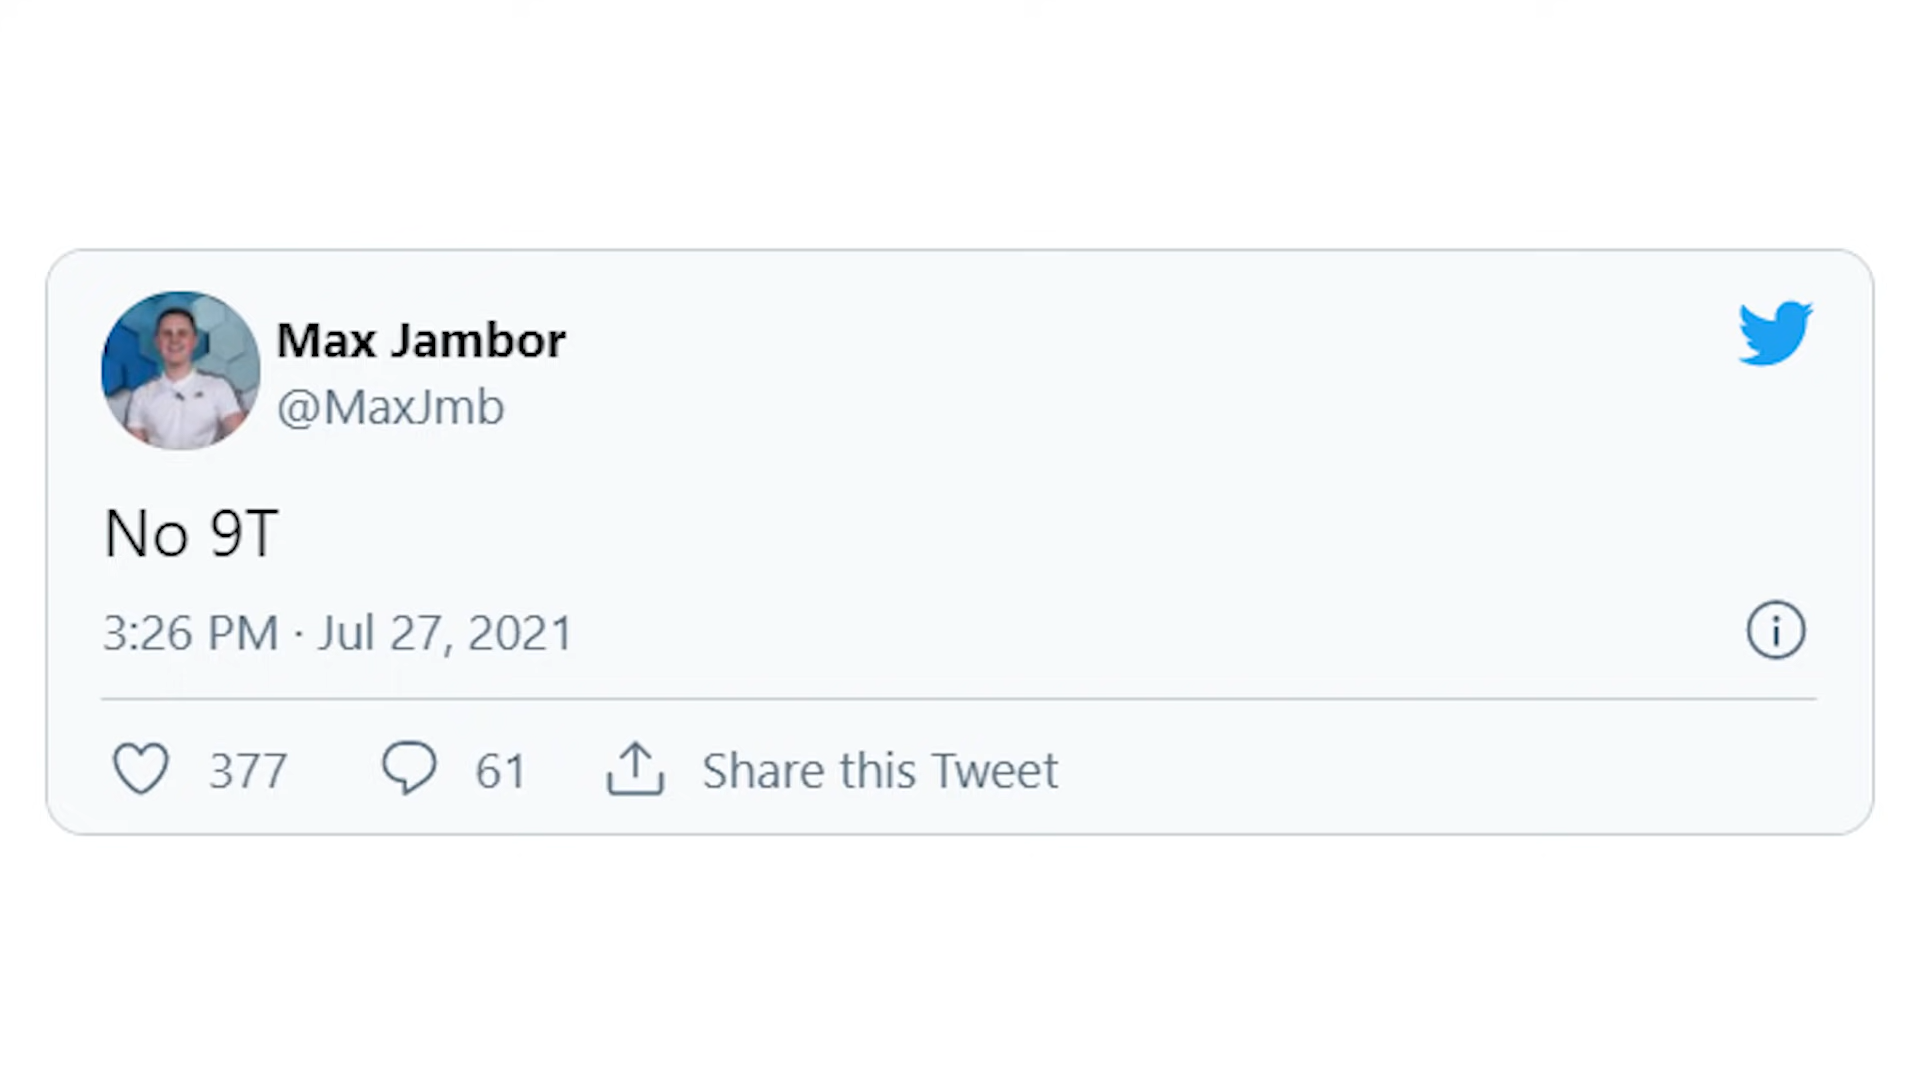 Max Jambor
@MaxJmb
No 9T
3:26 PM · Jul 27, 2021
377 61 Share this Tweet